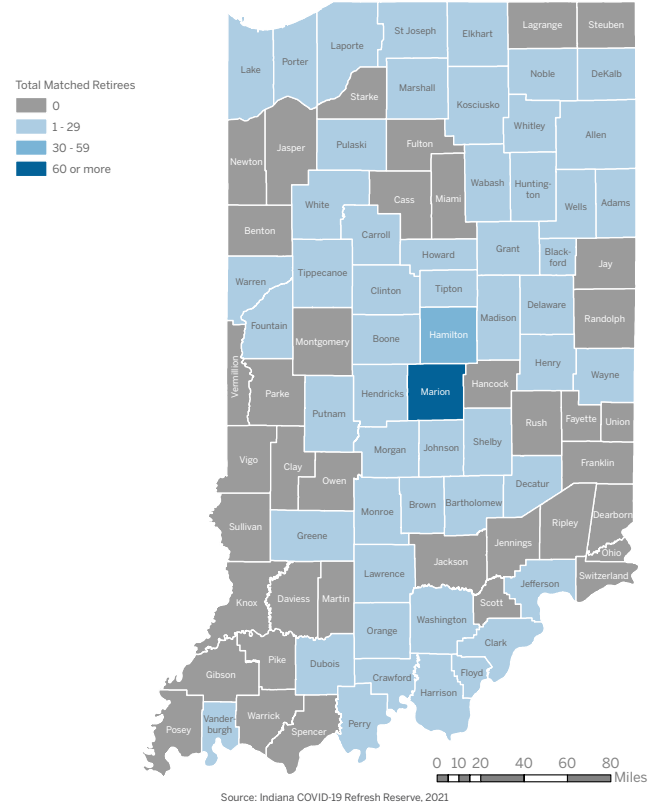 Lagrange
Steuben
St Joseph
Elkhart
Laporte
Porter
Lake
Noble
DeKalb
Total Matched Retirees
0
1 - 29
30 - 59
60 or more
Marshall
Starke
Kosciusko
Whitley
Allen
Pulaski
Fulton
Jasper
Newton
Miami
Cass
Wabash
Hunting-
ton
Wells
Adams
White
Benton
Carroll
Howard
Grant
Black-
ford
Jay
Warren
Tippecanoe
Clinton
Tipton
Madison
Delaware
Randolph
Fountain
Montgomery
Boone
Hamilton
Henry
Wayne
Vermillion
Parke
Hendricks
Marion
Hancock
Putnam
Rush
Fayette
Union
Morgan
Johnson
Shelby
Vigo
Clay
Owen
Franklin
Decatur
Monroe
Brown
Bartholomew
Dearborn
Ripley
Sullivan
Greene
Jennings
Ohio
Jackson
Lawrence
Switzerland
Jefferson
Knox
Daviess
Martin
Scott
Washington
Orange
Clark
Pike
Dubois
Gibson
Crawford
Floyd
Harrison
Posey
Vander-
burgh
Warrick
Spencer
Perry
0 10 20 40 60 80
Miles
Source: Indiana COVID-19 Refresh Reserve, 2021